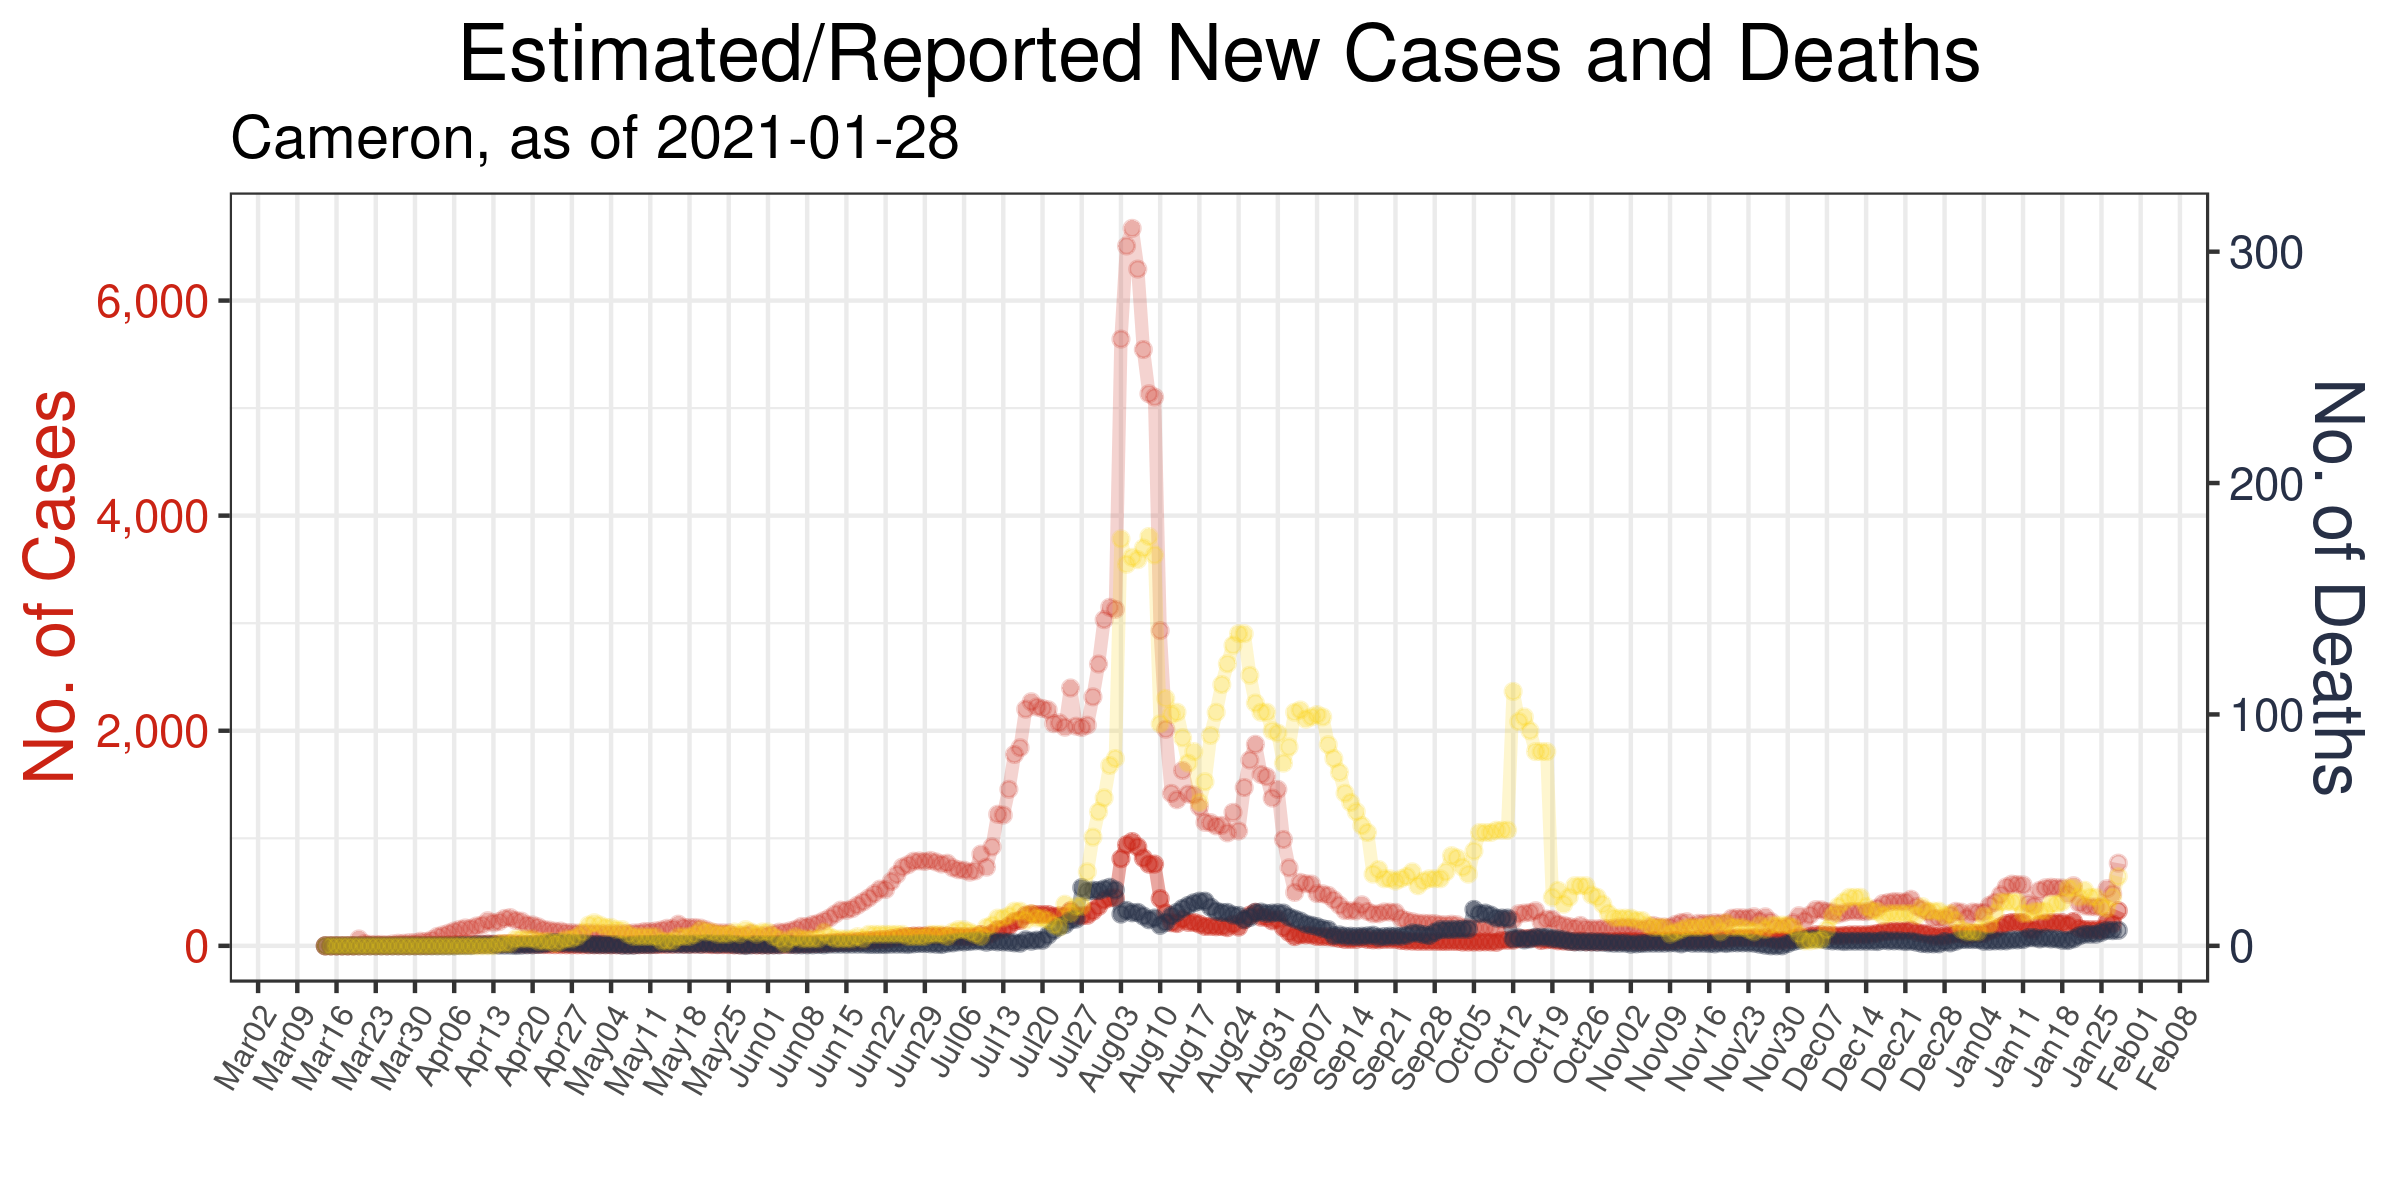 Estimated/Reported New Cases and Deaths
Cameron, as of 2021-01-28
No. of Cases
6,000
4,000
2,000
0
300
200
100
0
No. of Deaths
Mar02
Mar09
Mar16
Mar23
Mar30
Apr06
Apr13
Apr20
Apr27
May04
May11
May18
May25
Jun01
Jun08
Jun15
Jun22
Jun29
Jul06
Jul13
Jul20
Jul27
Aug03
Aug10
Aug17
Aug24
Aug31
Sep07
Sep14
Sep21
Sep28
Oct05
Oct12
Oct19
Oct26
Nov02
Nov09
Nov16
Nov23
Nov30
Dec07
Dec14
Dec21
Dec28
Jan04
Jan11
Jan18
Jan25
Feb01
Feb08